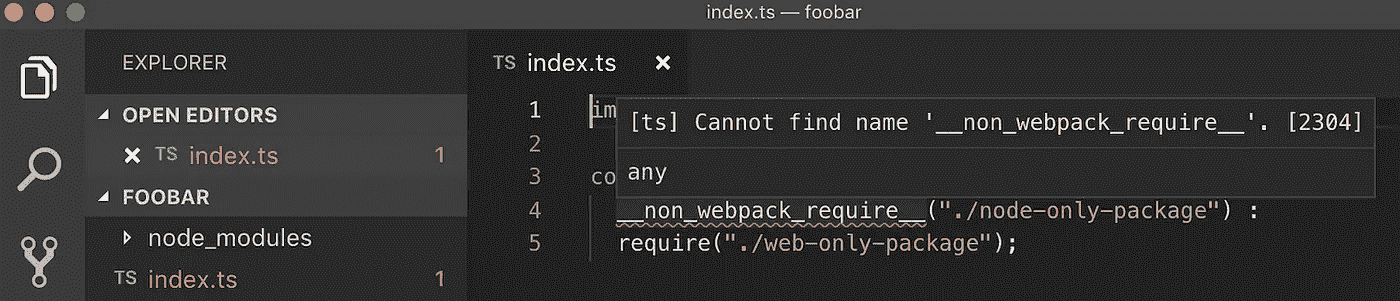 index.ts — foobar
EXPLORER
OPEN EDITORS
TS index.ts 1
FOOBAR
node_modules
TS index.ts 1
TS index.ts
1 im
[ts] Cannot find name '__non_webpack_require__'. [2304]
2
any
3 co
4 __non_webpack_require__("./node-only-package") :
5 require("./web-only-package");